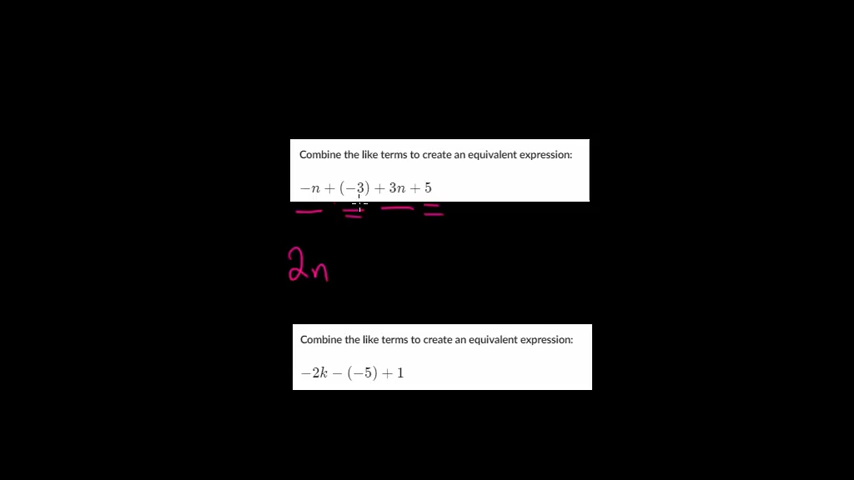 Combine the like terms to create an equivalent expression:
−n + (−3) + 3n + 5
2n
Combine the like terms to create an equivalent expression:
−2k − (−5) + 1